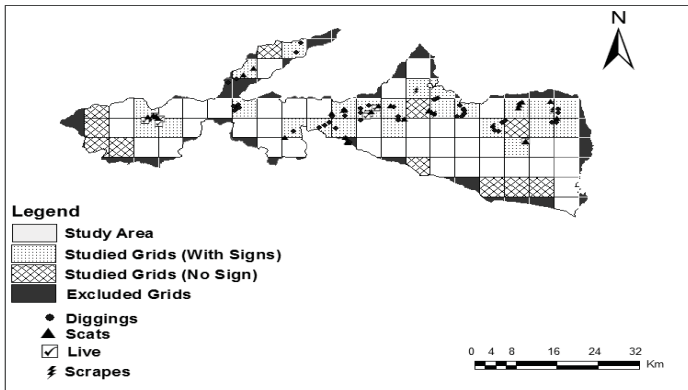 N
Legend
Study Area
Studied Grids (With Signs)
Studied Grids (No Sign)
Excluded Grids
Diggings
Scats
Live
Scrapes
0 4 8 16 24 32
Km